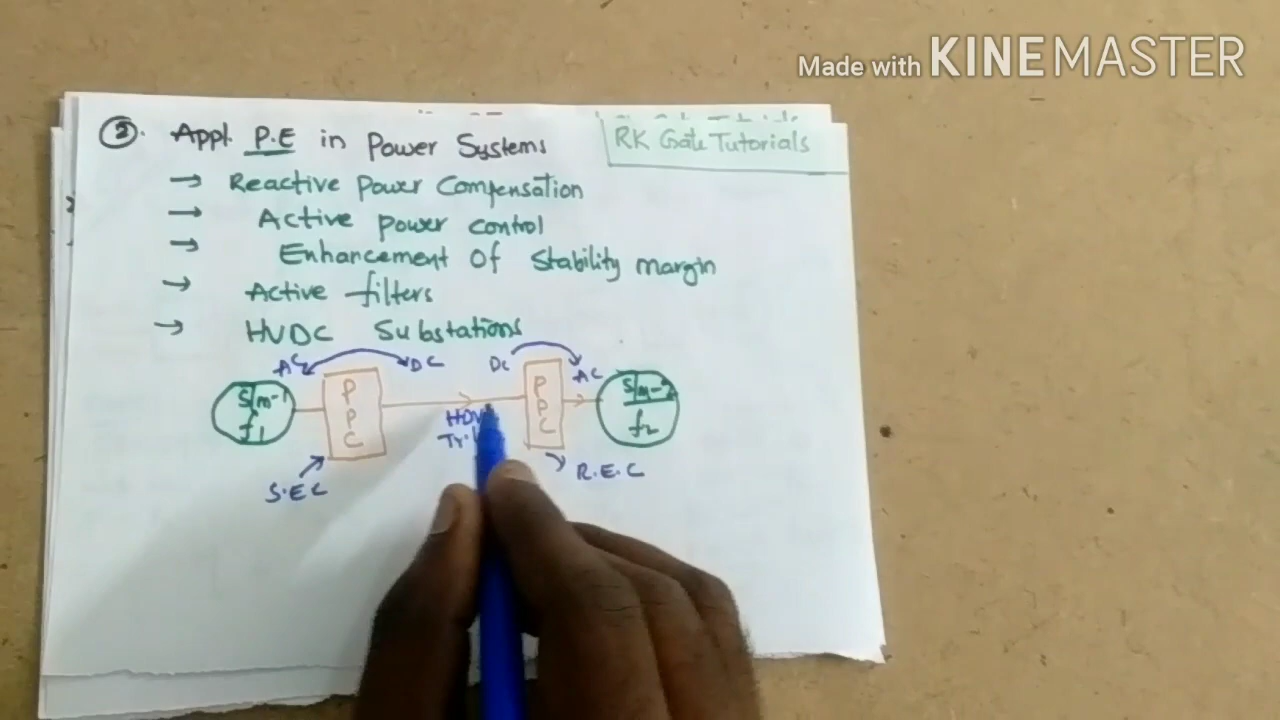 Made with KINEMASTER
②. Appl. P.E in Power Systems
RK Gate Tutorials
→ Reactive power Compensation
→ Active power control
→ Enhancement Of Stability margin
→ Active filters
→ HVDC Substations
AC DC
DC AC
S/m-1
f1
P
P
C
P
P
C
S/m-2
f2
S.E.C
R.E.C